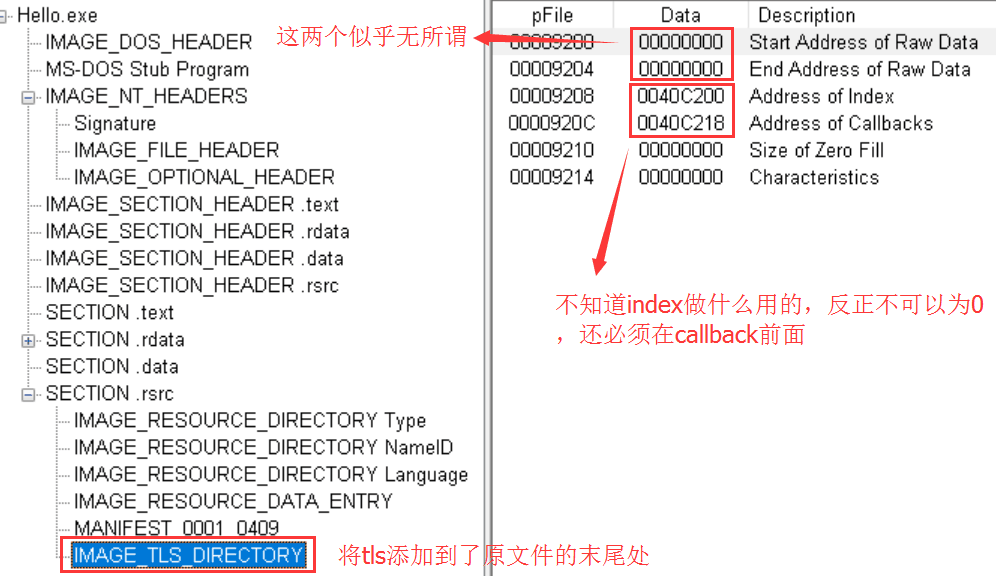 Hello.exe
IMAGE_DOS_HEADER
MS-DOS Stub Program
IMAGE_NT_HEADERS
Signature
IMAGE_FILE_HEADER
IMAGE_OPTIONAL_HEADER
IMAGE_SECTION_HEADER .text
IMAGE_SECTION_HEADER .rdata
IMAGE_SECTION_HEADER .data
IMAGE_SECTION_HEADER .rsrc
SECTION .text
SECTION .rdata
SECTION .data
SECTION .rsrc
IMAGE_RESOURCE_DIRECTORY Type
IMAGE_RESOURCE_DIRECTORY NameID
IMAGE_RESOURCE_DIRECTORY Language
IMAGE_RESOURCE_DATA_ENTRY
MANIFEST_0001_0409
IMAGE_TLS_DIRECTORY
将tls添加到了原文件的末尾处
这两个似乎无所谓
pFile Data Description
00009200 00000000 Start Address of Raw Data
00009204 00000000 End Address of Raw Data
00009208 0040C200 Address of Index
0000920C 0040C218 Address of Callbacks
00009210 00000000 Size of Zero Fill
00009214 00000000 Characteristics
不知道index做什么用的，反正不可以为0
，还必须在callback前面